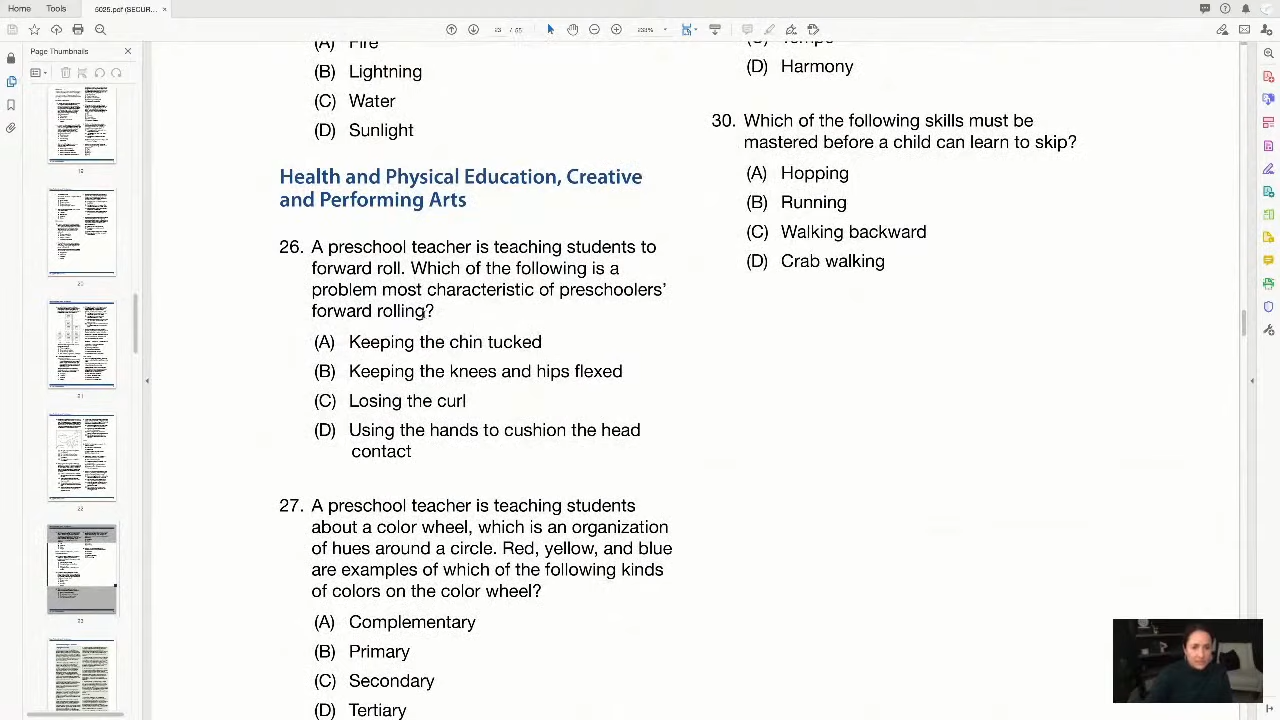 Home Tools 5025.pdf (SECUR... ×
Page Thumbnails
(A) Fire
(B) Lightning
(C) Water
(D) Sunlight
Health and Physical Education, Creative
and Performing Arts
26. A preschool teacher is teaching students to
forward roll. Which of the following is a
problem most characteristic of preschoolers'
forward rolling?
(A) Keeping the chin tucked
(B) Keeping the knees and hips flexed
(C) Losing the curl
(D) Using the hands to cushion the head
contact
27. A preschool teacher is teaching students
about a color wheel, which is an organization
of hues around a circle. Red, yellow, and blue
are examples of which of the following kinds
of colors on the color wheel?
(A) Complementary
(B) Primary
(C) Secondary
(D) Tertiary
(D) Harmony
30. Which of the following skills must be
mastered before a child can learn to skip?
(A) Hopping
(B) Running
(C) Walking backward
(D) Crab walking